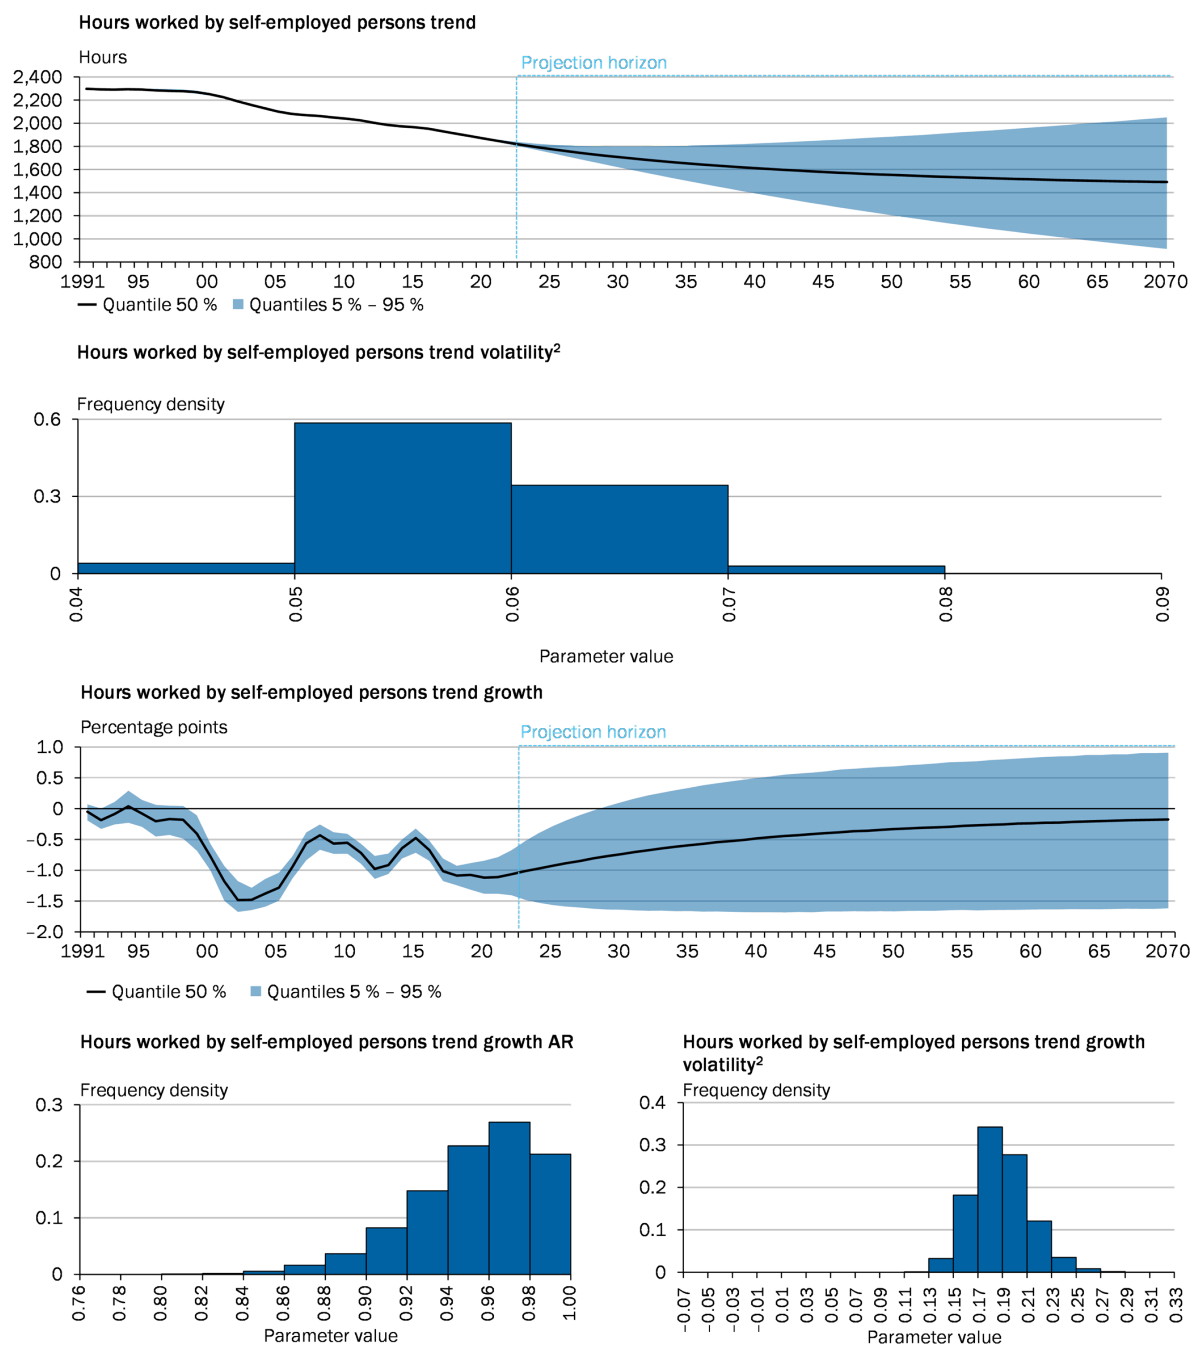 Hours worked by self-employed persons trend
Hours
Projection horizon
2,400
2,200
2,000
1,800
1,600
1,400
1,200
1,000
800
1991 95 00 05 10 15 20 25 30 35 40 45 50 55 60 65 2070
Quantile 50 % Quantiles 5 % – 95 %
Hours worked by self-employed persons trend volatility²
Frequency density
0.6
0.3
0
0.04 0.05 0.06 0.07 0.08 0.09
Parameter value
Hours worked by self-employed persons trend growth
Percentage points
Projection horizon
1.0
0.5
0
–0.5
–1.0
–1.5
–2.0
1991 95 00 05 10 15 20 25 30 35 40 45 50 55 60 65 2070
Quantile 50 % Quantiles 5 % – 95 %
Hours worked by self-employed persons trend growth AR
Frequency density
0.3
0.2
0.1
0
0.76 0.78 0.80 0.82 0.84 0.86 0.88 0.90 0.92 0.94 0.96 0.98 1.00
Parameter value
Hours worked by self-employed persons trend growth
volatility²
Frequency density
0.4
0.3
0.2
0.1
0
–0.07 –0.05 –0.03 –0.01 0.01 0.03 0.05 0.07 0.09 0.11 0.13 0.15 0.17 0.19 0.21 0.23 0.25 0.27 0.29 0.31 0.33
Parameter value